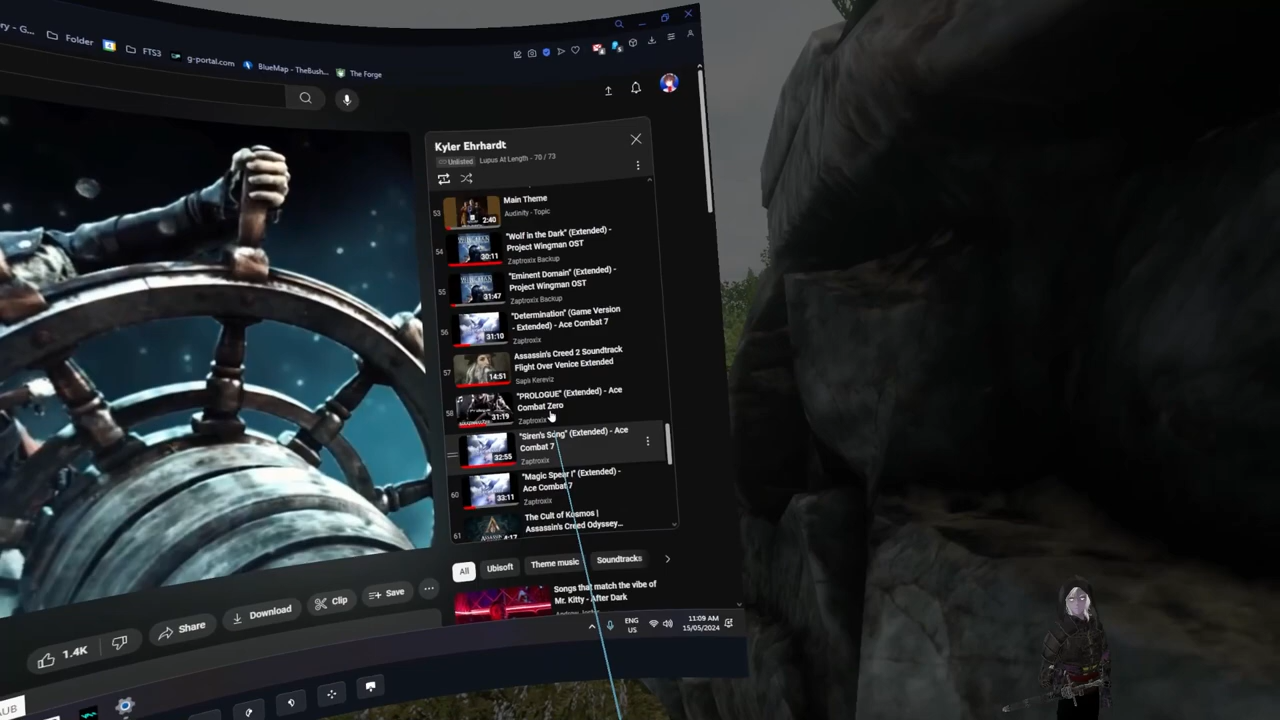 ry - G...
Folder
FTS3
g-portal.com
BlueMap - TheBush...
The Forge
Kyler Ehrhardt
Unlisted
Lupus At Length - 70 / 73
53
Main Theme
Audinity - Topic
2:40
54
"Wolf in the Dark" (Extended) -
Project Wingman OST
Zaptroxix Backup
30:11
55
"Eminent Domain" (Extended) -
Project Wingman OST
Zaptroxix Backup
31:47
56
"Determination" (Game Version
- Extended) - Ace Combat 7
Zaptroxix
31:10
57
Assassin's Creed 2 Soundtrack
Flight Over Venice Extended
Sapik Kereviz
14:51
58
"PROLOGUE" (Extended) - Ace
Combat Zero
Zaptroxix
31:19
"Siren's Song" (Extended) - Ace
Combat 7
Zaptroxix
32:55
60
"Magic Spear I" (Extended) -
Ace Combat 7
Zaptroxix
33:11
61
The Cult of Kosmos |
Assassin's Creed Odyssey...
4:17
All
Ubisoft
Theme music
Soundtracks
Songs that match the vibe of
Mr. Kitty - After Dark
1.4K
Share
Download
Clip
Save
ENG
US
11:09 AM
15/05/2024
AUB